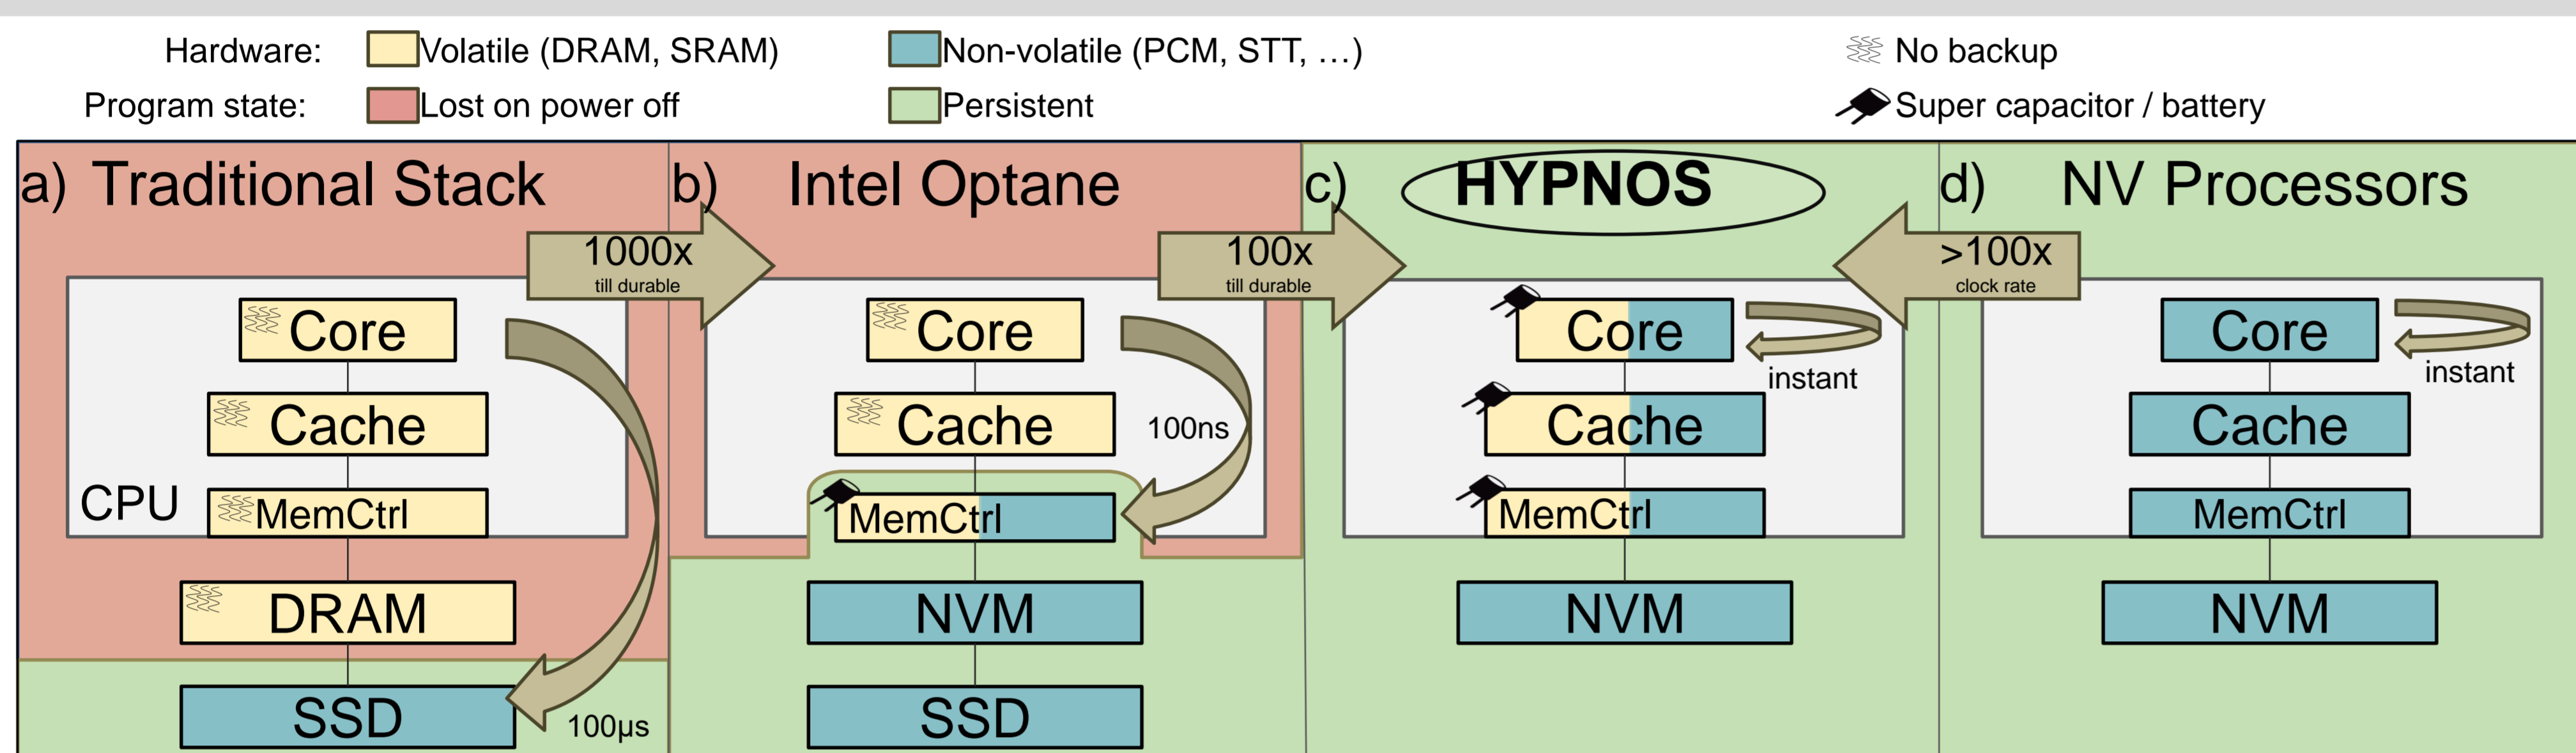 Hardware: Volatile (DRAM, SRAM) Non-volatile (PCM, STT, …) No backup
Program state: Lost on power off Persistent Super capacitor / battery
a) Traditional Stack
1000x
till durable
Core
Cache
CPU
MemCtrl
DRAM
SSD
100µs
b) Intel Optane
100x
till durable
Core
Cache
100ns
MemCtrl
NVM
SSD
c) HYPNOS
Core
instant
Cache
MemCtrl
NVM
d) NV Processors
>100x
clock rate
Core
instant
Cache
MemCtrl
NVM